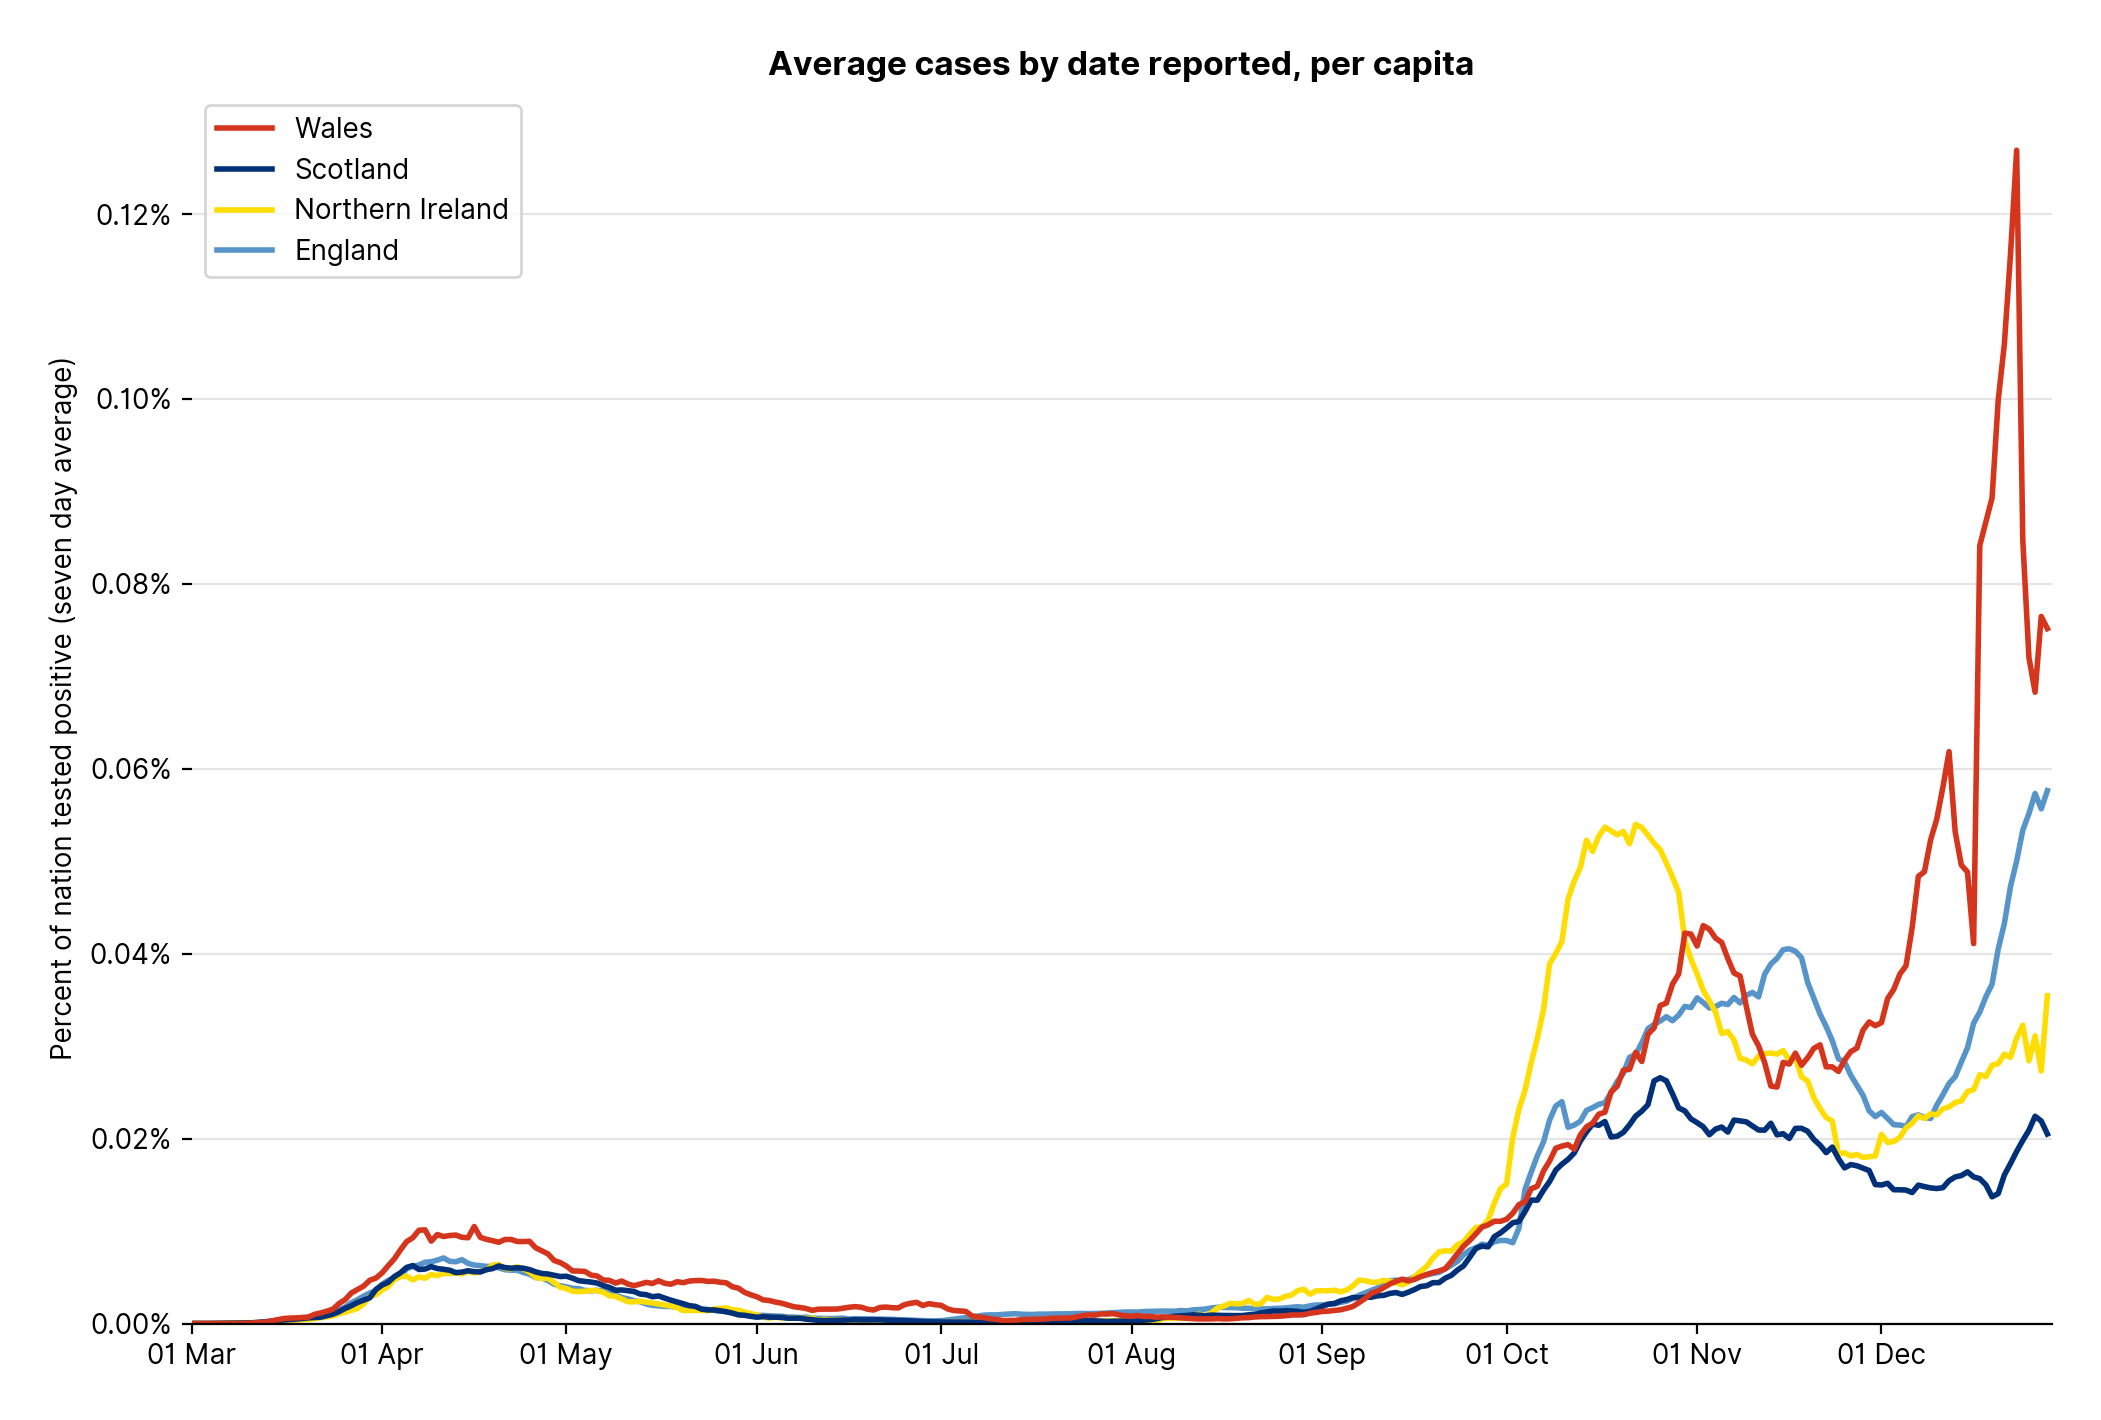 Average cases by date reported, per capita
Wales
Scotland
Northern Ireland
England
Percent of nation tested positive (seven day average)
0.12%
0.10%
0.08%
0.06%
0.04%
0.02%
0.00%
01 Mar
01 Apr
01 May
01 Jun
01 Jul
01 Aug
01 Sep
01 Oct
01 Nov
01 Dec